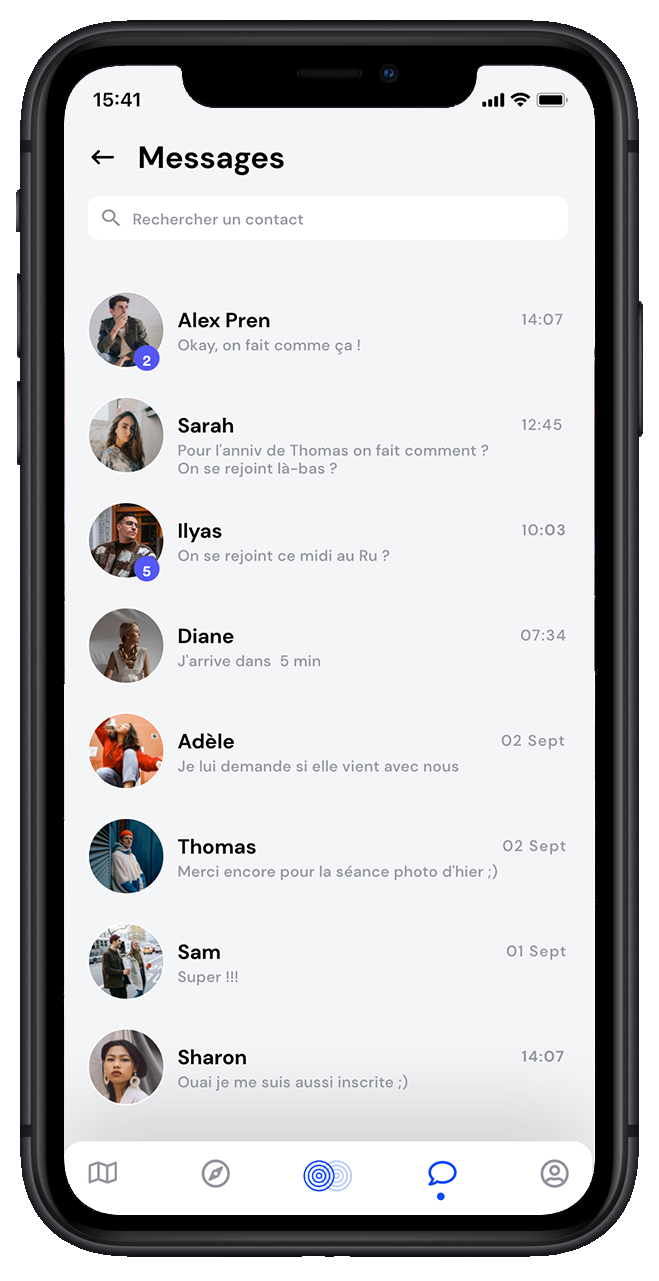 15:41
Messages
Rechercher un contact
Alex Pren
14:07
Okay, on fait comme ça !
2
Sarah
12:45
Pour l'anniv de Thomas on fait comment ?
On se rejoint là-bas ?
Ilyas
10:03
On se rejoint ce midi au Ru ?
5
Diane
07:34
J'arrive dans  5 min
Adèle
02 Sept
Je lui demande si elle vient avec nous
Thomas
02 Sept
Merci encore pour la séance photo d'hier ;)
Sam
01 Sept
Super !!!
Sharon
14:07
Ouai je me suis aussi inscrite ;)